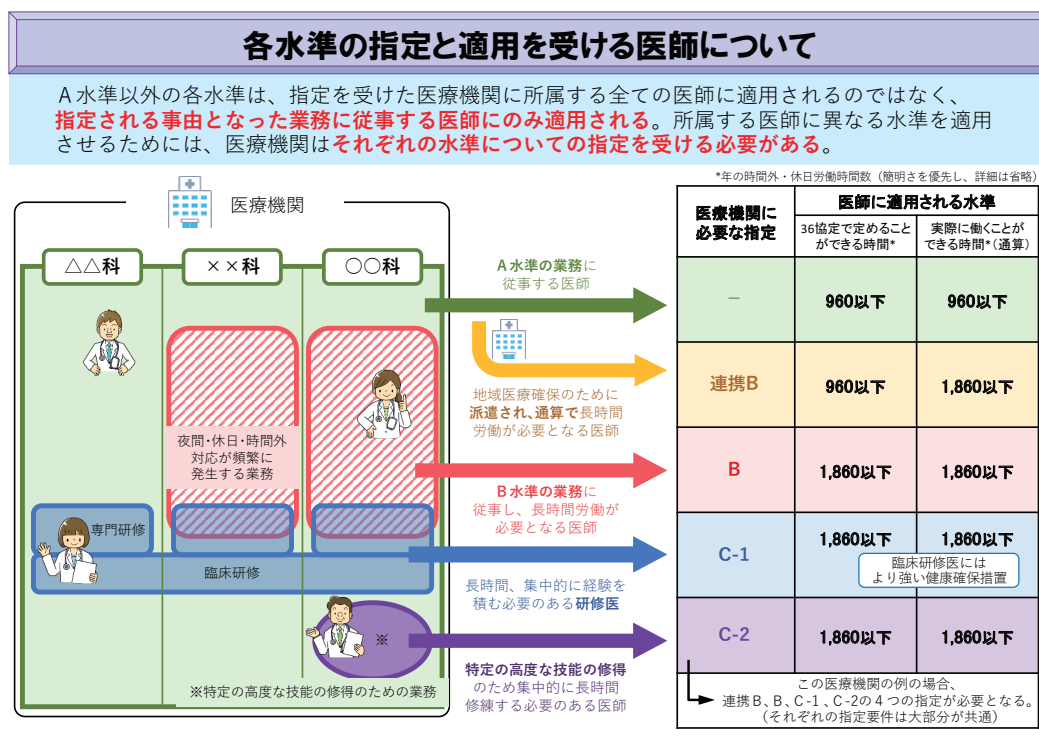 各水準の指定と適用を受ける医師について
A水準以外の各水準は、指定を受けた医療機関に所属する全ての医師に適用されるのではなく、
指定される事由となった業務に従事する医師にのみ適用される。所属する医師に異なる水準を適用
させるためには、医療機関はそれぞれの水準についての指定を受ける必要がある。
*年の時間外・休日労働時間数（簡明さを優先し、詳細は省略）
医療機関
△△科
××科
〇〇科
夜間・休日・時間外
対応が頻繁に
発生する業務
専門研修
臨床研修
※
※特定の高度な技能の修得のための業務
A水準の業務に
従事する医師
地域医療確保のために
派遣され、通算で長時間
労働が必要となる医師
B水準の業務に
従事し、長時間労働が
必要となる医師
長時間、集中的に経験を
積む必要のある研修医
特定の高度な技能の修得
のため集中的に長時間
修練する必要のある医師
医療機関に
必要な指定
医師に適用される水準
36協定で定めること
ができる時間*
実際に働くことが
できる時間*（通算）
－
960以下
960以下
連携B
960以下
1,860以下
B
1,860以下
1,860以下
C-1
1,860以下
1,860以下
臨床研修医には
より強い健康確保措置
C-2
1,860以下
1,860以下
この医療機関の例の場合、
連携B、B、C-1、C-2の４つの指定が必要となる。
（それぞれの指定要件は大部分が共通）